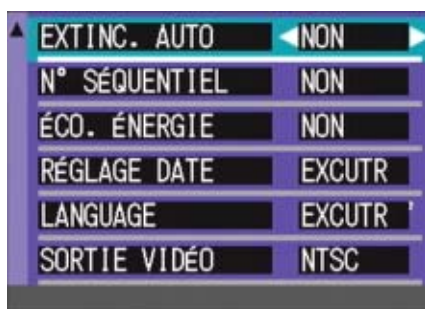 EXTINC. AUTO NON
N° SÉQUENTIEL NON
ÉCO. ÉNERGIE NON
RÉGLAGE DATE EXCUTR
LANGUAGE EXCUTR
SORTIE VIDÉO NTSC